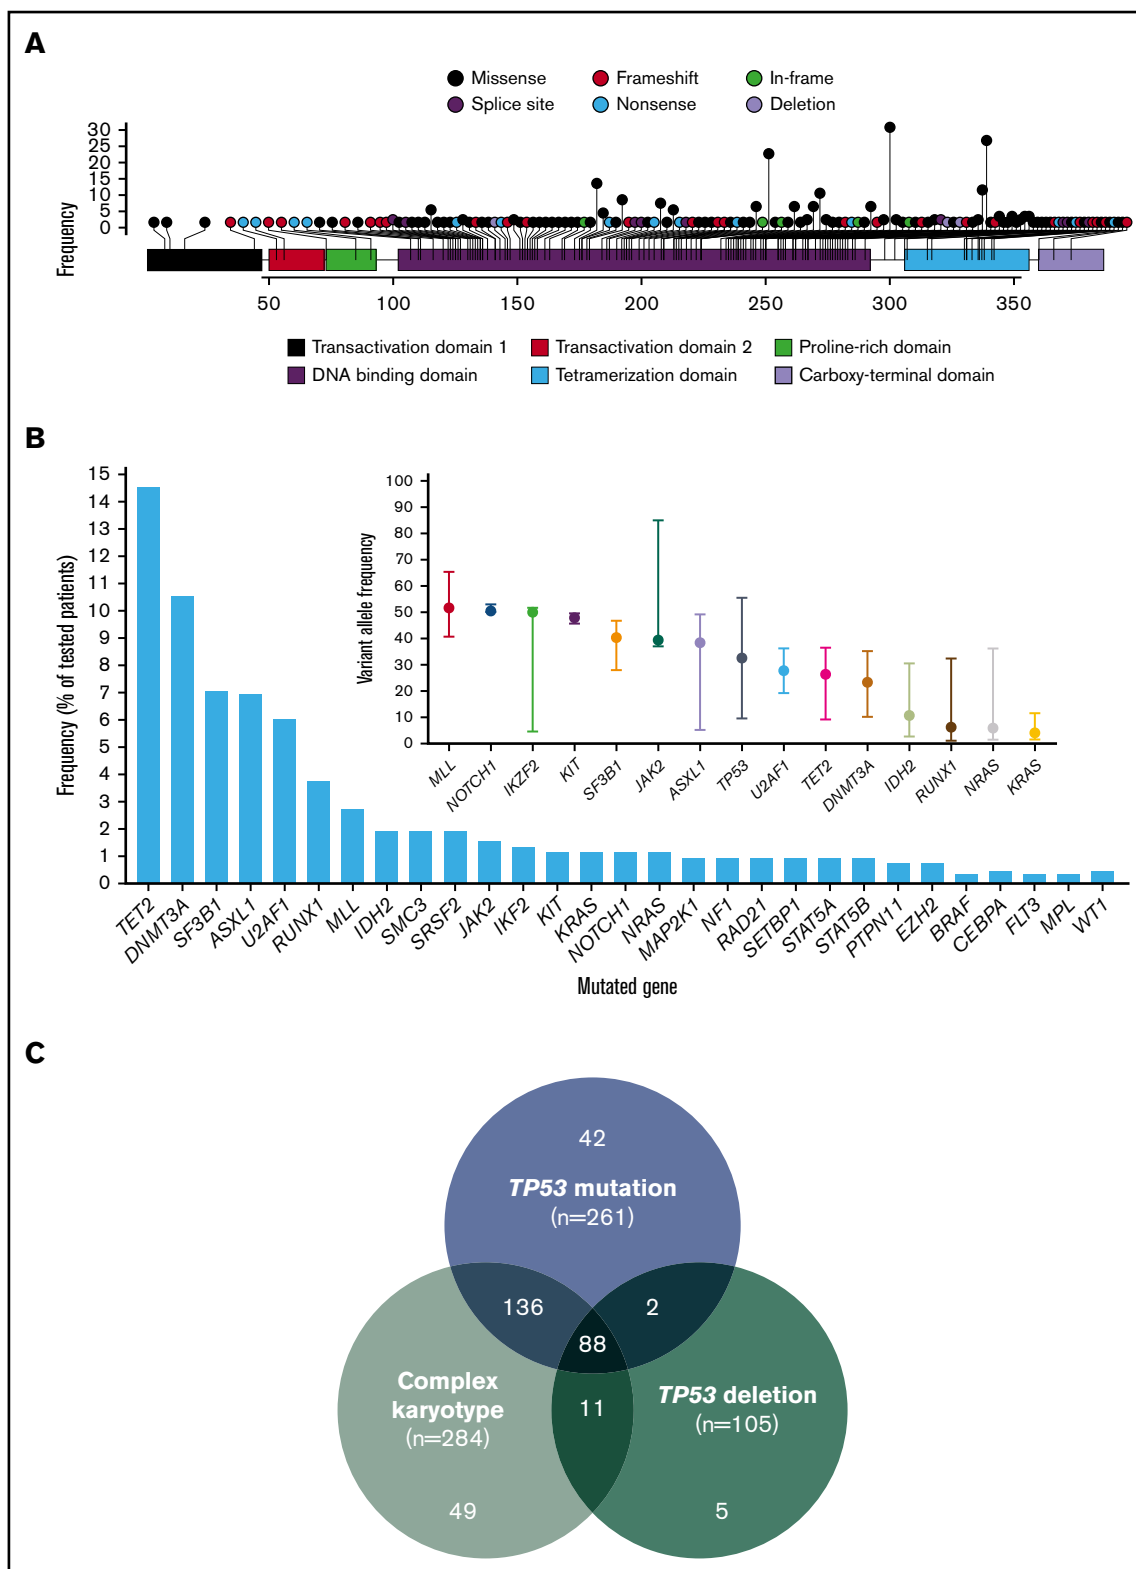 A
Missense Frameshift In-frame
Splice site Nonsense Deletion
Frequency
30
25
20
15
10
5
0
50 100 150 200 250 300 350
Transactivation domain 1 Transactivation domain 2 Proline-rich domain
DNA binding domain Tetramerization domain Carboxy-terminal domain
B
Frequency (% of tested patients)
15
14
13
12
11
10
9
8
7
6
5
4
3
2
1
0
Variant allele frequency
100
90
80
70
60
50
40
30
20
10
0
MLL NOTCH1 IKZF2 KIT SF3B1 JAK2 ASXL1 TP53 U2AF1 TET2 DNMT3A IDH2 RUNX1 NRAS KRAS
TET2 DNMT3A SF3B1 ASXL1 U2AF1 RUNX1 MLL IDH2 SMC3 SRSF2 JAK2 IKF2 KIT KRAS NOTCH1 NRAS MAP2K1 NF1 RAD21 SETBP1 STAT5A STAT5B PTPN11 EZH2 BRAF CEBPA FLT3 MPL WT1
Mutated gene
C
42
TP53 mutation
(n=261)
136 2
88
Complex
karyotype
(n=284)
11
TP53 deletion
(n=105)
49 5